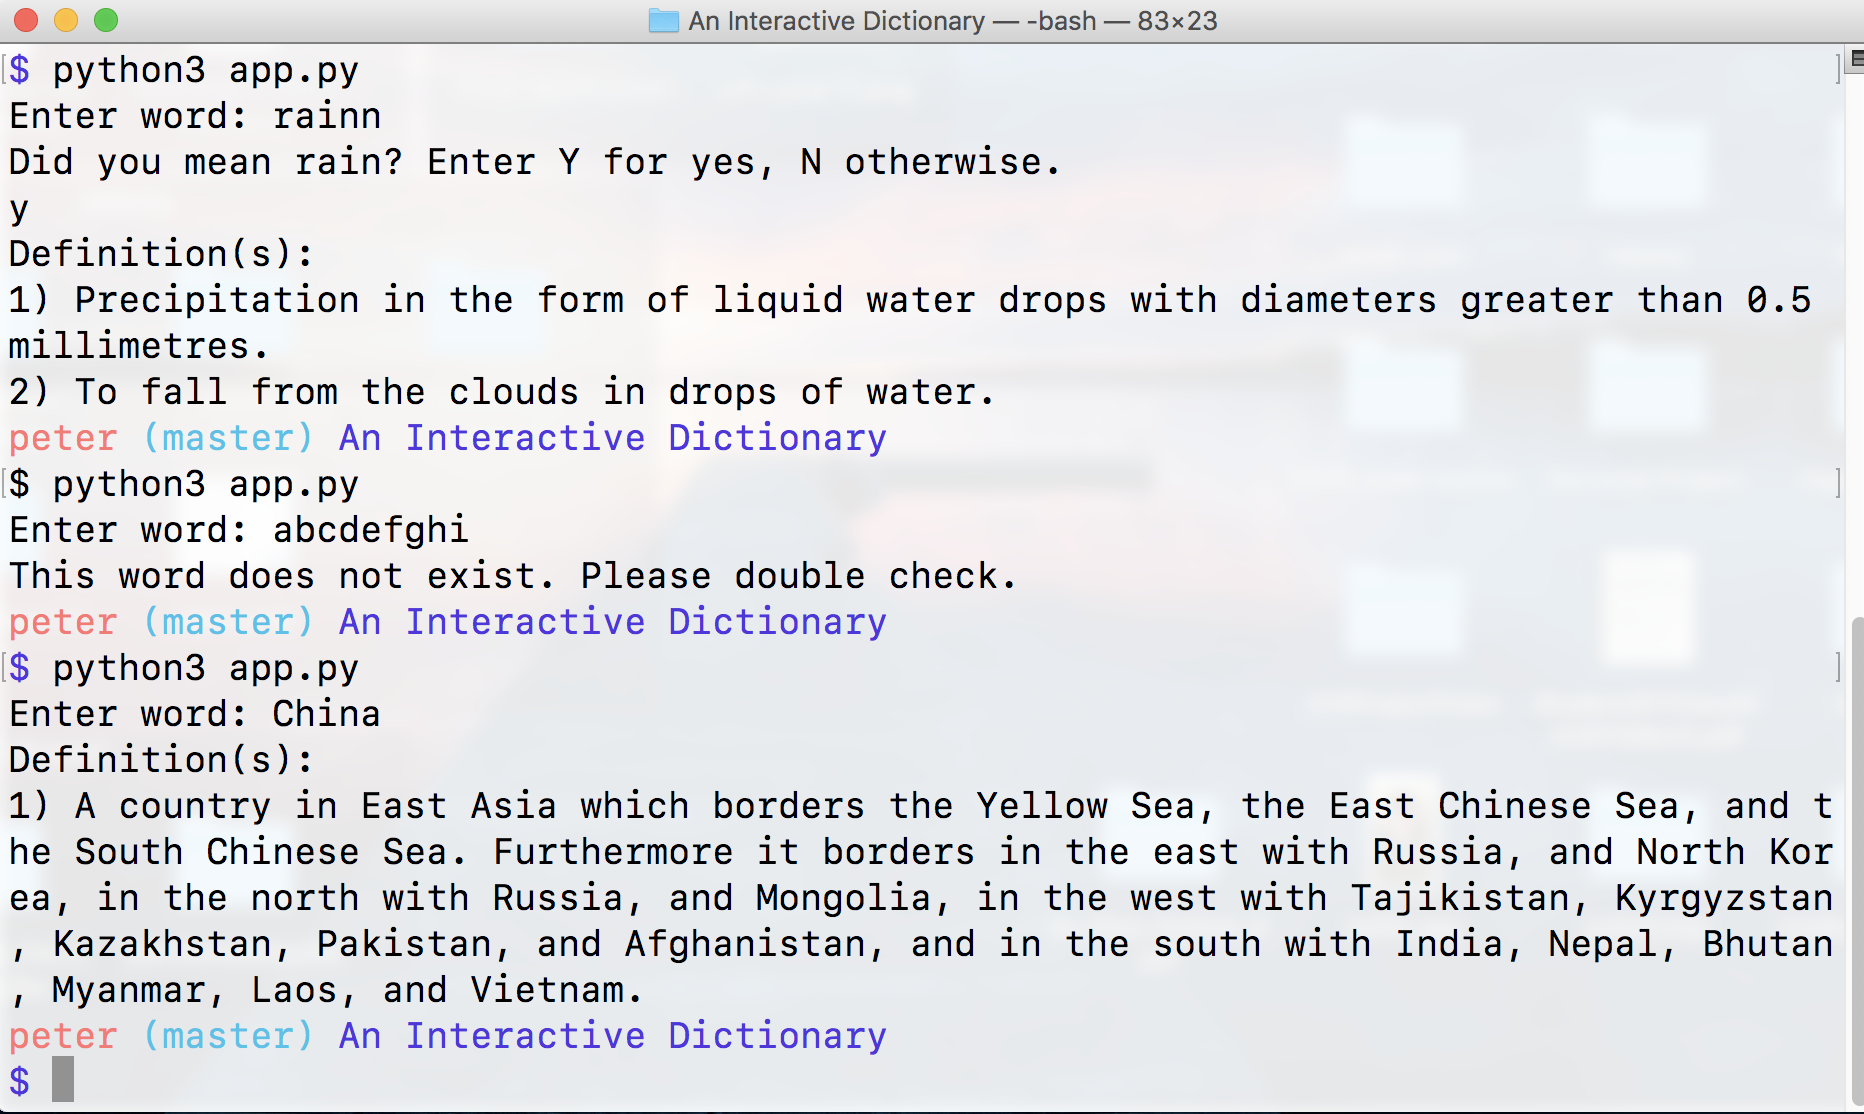 An Interactive Dictionary — -bash — 83×23
$ python3 app.py
Enter word: rainn
Did you mean rain? Enter Y for yes, N otherwise.
y
Definition(s):
1) Precipitation in the form of liquid water drops with diameters greater than 0.5
millimetres.
2) To fall from the clouds in drops of water.
peter (master) An Interactive Dictionary
$ python3 app.py
Enter word: abcdefghi
This word does not exist. Please double check.
peter (master) An Interactive Dictionary
$ python3 app.py
Enter word: China
Definition(s):
1) A country in East Asia which borders the Yellow Sea, the East Chinese Sea, and t
he South Chinese Sea. Furthermore it borders in the east with Russia, and North Kor
ea, in the north with Russia, and Mongolia, in the west with Tajikistan, Kyrgyzstan
, Kazakhstan, Pakistan, and Afghanistan, and in the south with India, Nepal, Bhutan
, Myanmar, Laos, and Vietnam.
peter (master) An Interactive Dictionary
$